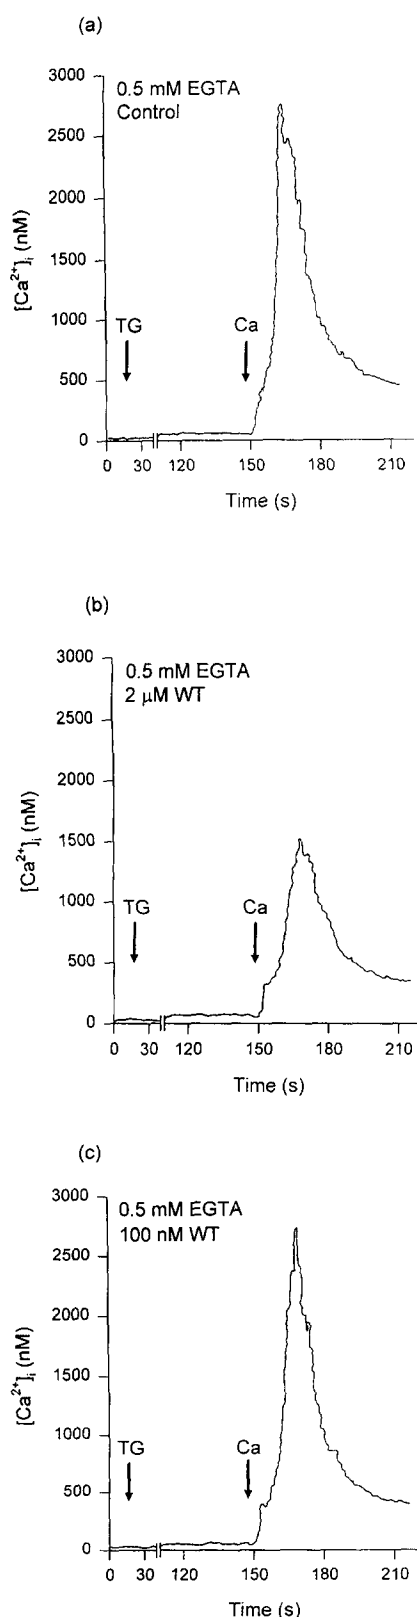 (a)
3000
0.5 mM EGTA
Control
2500
2000
[Ca²⁺]ᵢ (nM)
1500
1000
TG
Ca
500
0
0 30 120 150 180 210
Time (s)
(b)
3000
0.5 mM EGTA
2 μM WT
2500
2000
[Ca²⁺]ᵢ (nM)
1500
1000
TG
Ca
500
0
0 30 120 150 180 210
Time (s)
(c)
3000
0.5 mM EGTA
100 nM WT
2500
2000
[Ca²⁺]ᵢ (nM)
1500
1000
TG
Ca
500
0
0 30 120 150 180 210
Time (s)